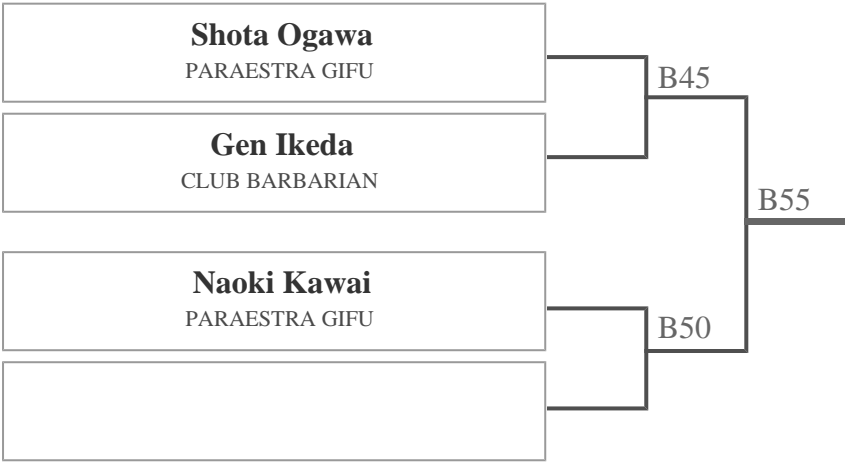 Shota Ogawa
PARAESTRA GIFU
B45
Gen Ikeda
CLUB BARBARIAN
B55
Naoki Kawai
PARAESTRA GIFU
B50